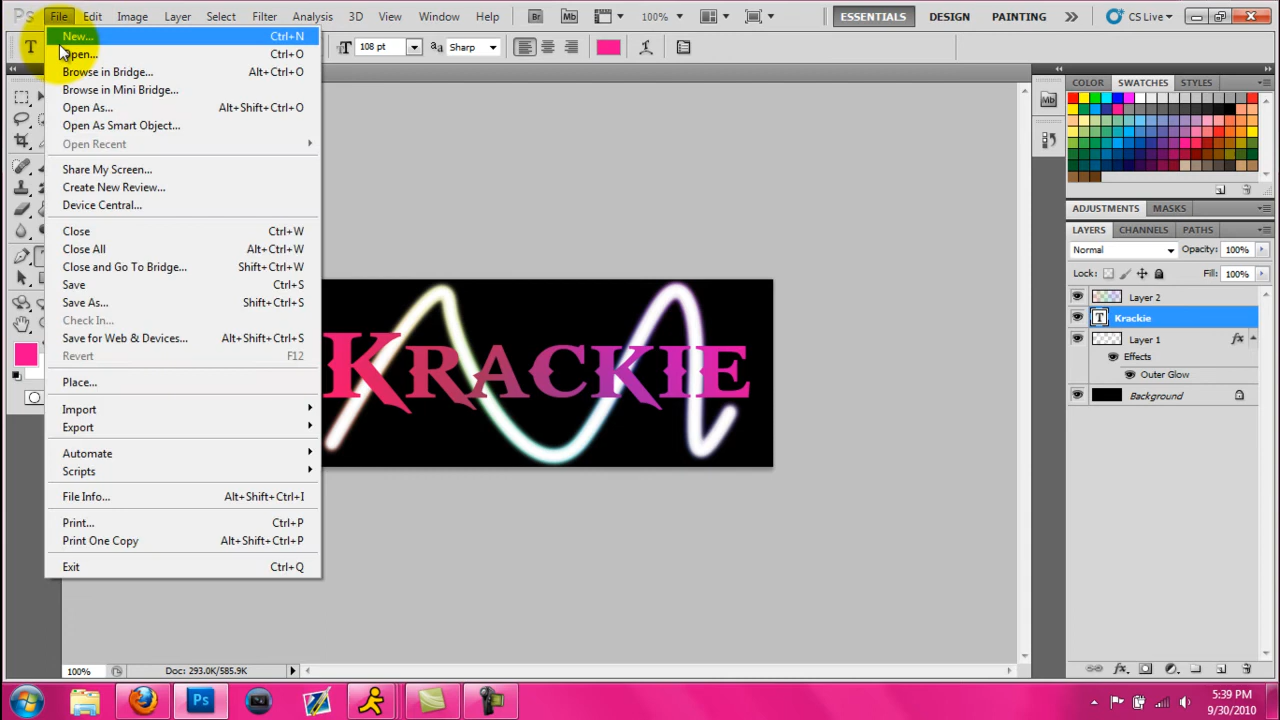 Ps File Edit Image Layer Select Filter Analysis 3D View Window Help Br Mb 100% ESSENTIALS DESIGN PAINTING CS Live
T T 108 pt aa Sharp
New... Ctrl+N
Open... Ctrl+O
Browse in Bridge... Alt+Ctrl+O
Browse in Mini Bridge...
Open As... Alt+Shift+Ctrl+O
Open As Smart Object...
Open Recent
Share My Screen...
Create New Review...
Device Central...
Close Ctrl+W
Close All Alt+Ctrl+W
Close and Go To Bridge... Shift+Ctrl+W
Save Ctrl+S
Save As... Shift+Ctrl+S
Check In...
Save for Web & Devices... Alt+Shift+Ctrl+S
Revert F12
Place...
Import
Export
Automate
Scripts
File Info... Alt+Shift+Ctrl+I
Print... Ctrl+P
Print One Copy Alt+Shift+Ctrl+P
Exit Ctrl+Q
KRACKIE
Mb
COLOR SWATCHES STYLES
ADJUSTMENTS MASKS
LAYERS CHANNELS PATHS
Normal Opacity: 100%
Lock: Fill: 100%
Layer 2
T Krackie
Layer 1 fx
Effects
Outer Glow
Background
fx
100% Doc: 293.0K/585.9K
Ps
5:39 PM
9/30/2010